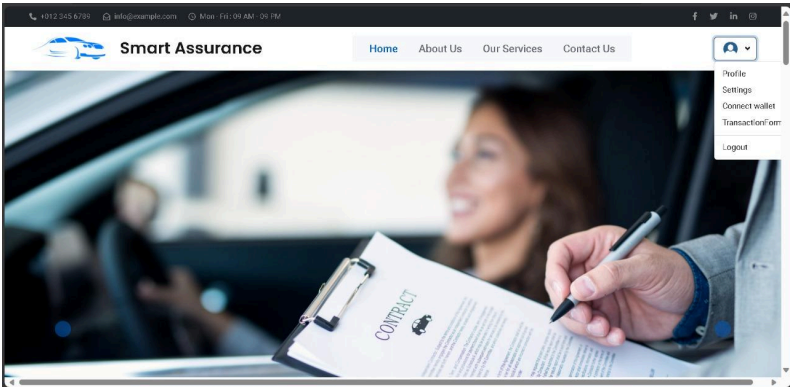 +012 345 6789 info@example.com Mon - Fri : 09 AM - 09 PM
Smart Assurance Home About Us Our Services Contact Us
Profile
Settings
Connect wallet
TransactionForm
Logout
CONTRACT